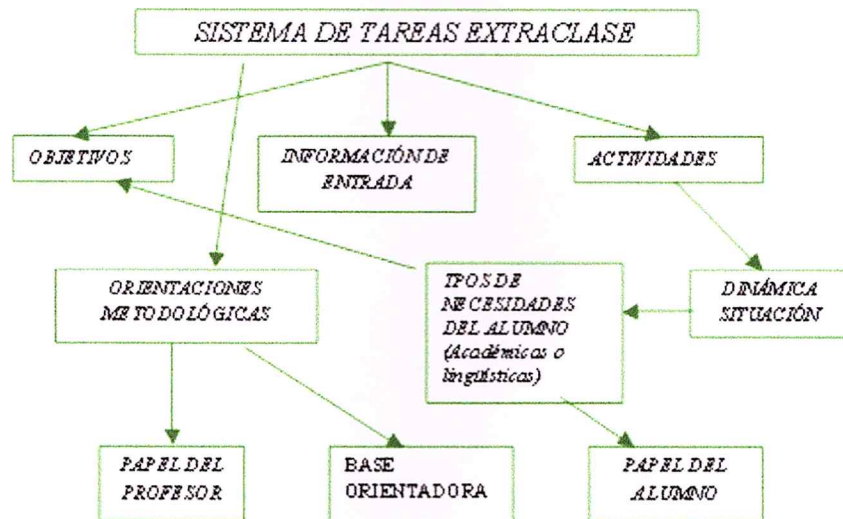 SISTEMA DE TAREAS EXTRACLASE
OBJETIVOS
INFORMACIÓN DE
ENTRADA
ACTIVIDADES
ORIENTACIONES
METODOLÓGICAS
TPOS DE
NECESIDADES
DEL ALUMNO
(Académicas o
lingüísticas)
DINÁMICA
SITUACIÓN
PAPEL DEL
PROFESOR
BASE
ORIENTADORA
PAPEL DEL
ALUMNO